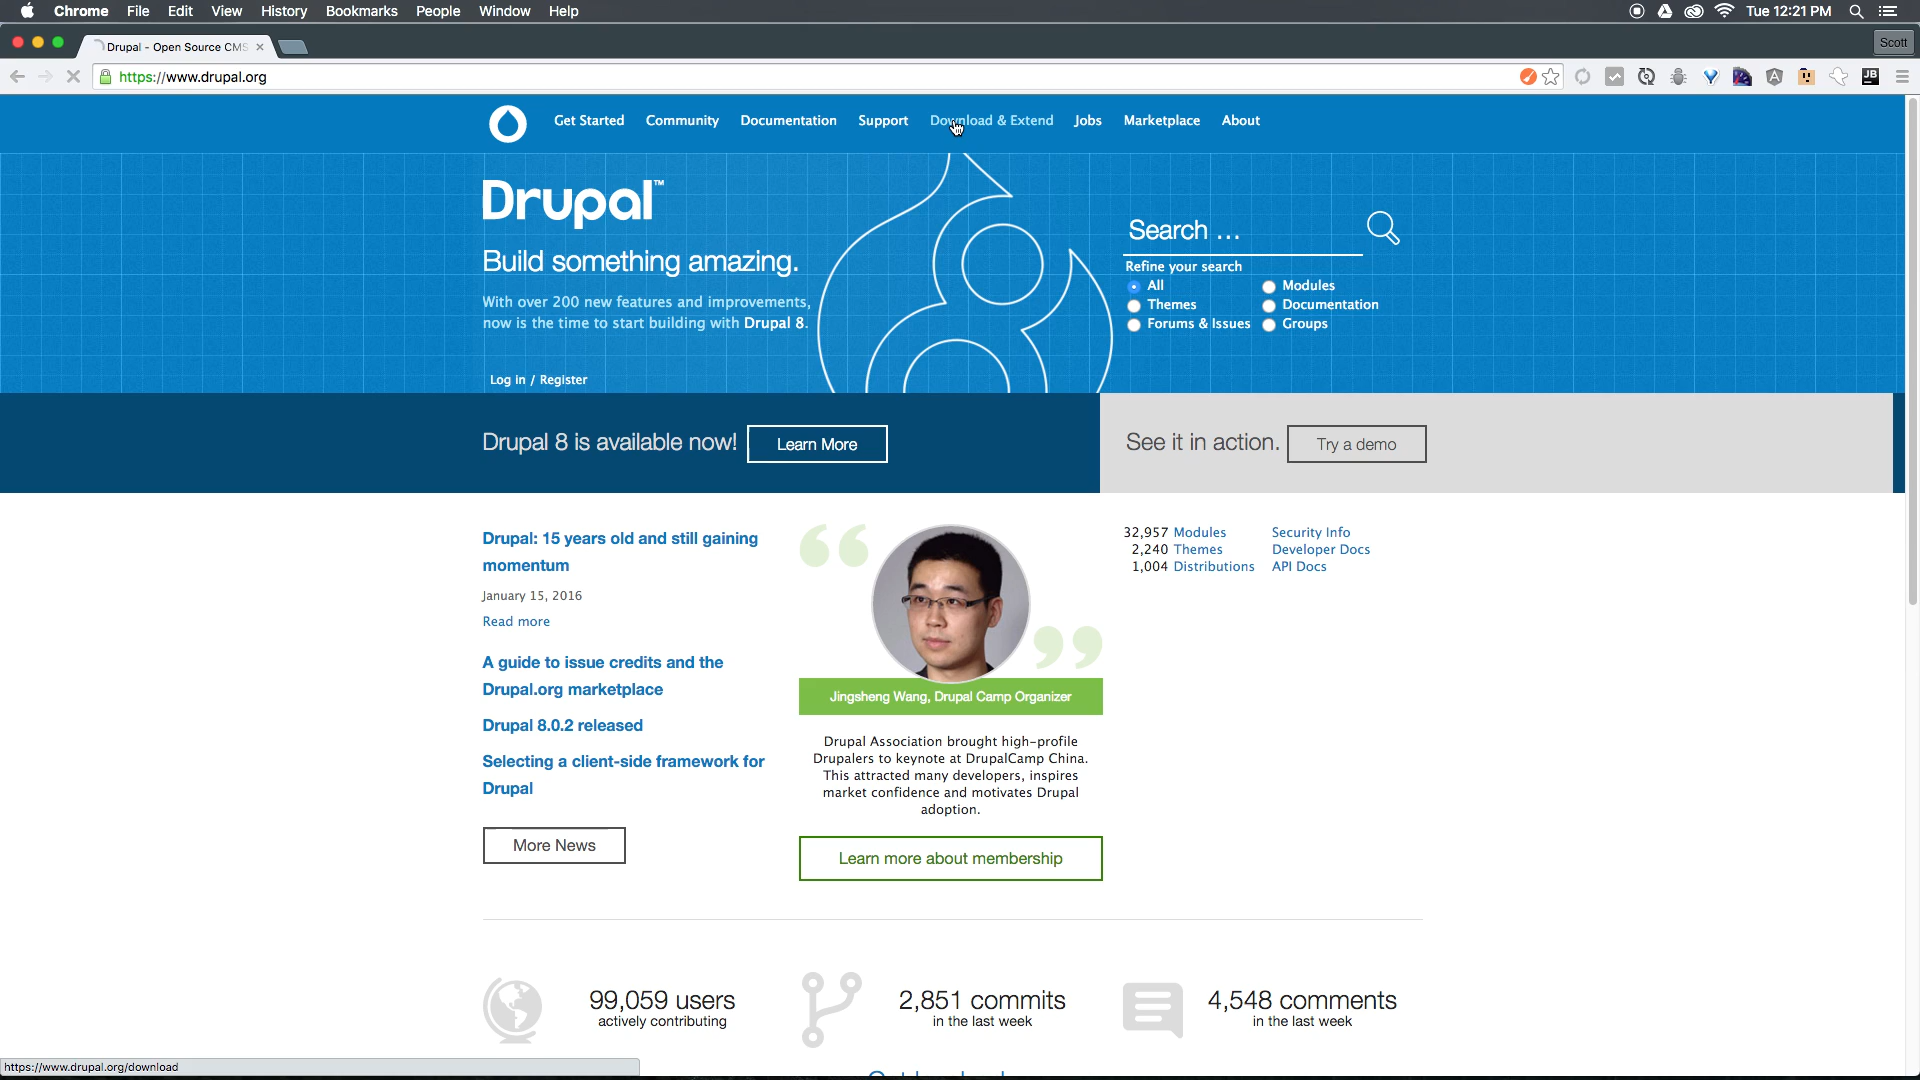 Chrome File Edit View History Bookmarks People Window Help
Tue 12:21 PM
Drupal - Open Source CMS
Scott
https://www.drupal.org
JB
Get Started Community Documentation Support Download & Extend Jobs Marketplace About
Drupal™
Build something amazing.
With over 200 new features and improvements,
now is the time to start building with Drupal 8.
Log in / Register
Search ...
Refine your search
All Modules
Themes Documentation
Forums & Issues Groups
Drupal 8 is available now! Learn More
See it in action. Try a demo
Drupal: 15 years old and still gaining
momentum
January 15, 2016
Read more
A guide to issue credits and the
Drupal.org marketplace
Drupal 8.0.2 released
Selecting a client-side framework for
Drupal
More News
Jingsheng Wang, Drupal Camp Organizer
Drupal Association brought high-profile
Drupalers to keynote at DrupalCamp China.
This attracted many developers, inspires
market confidence and motivates Drupal
adoption.
Learn more about membership
32,957 Modules Security Info
2,240 Themes Developer Docs
1,004 Distributions API Docs
99,059 users
actively contributing
2,851 commits
in the last week
4,548 comments
in the last week
https://www.drupal.org/download